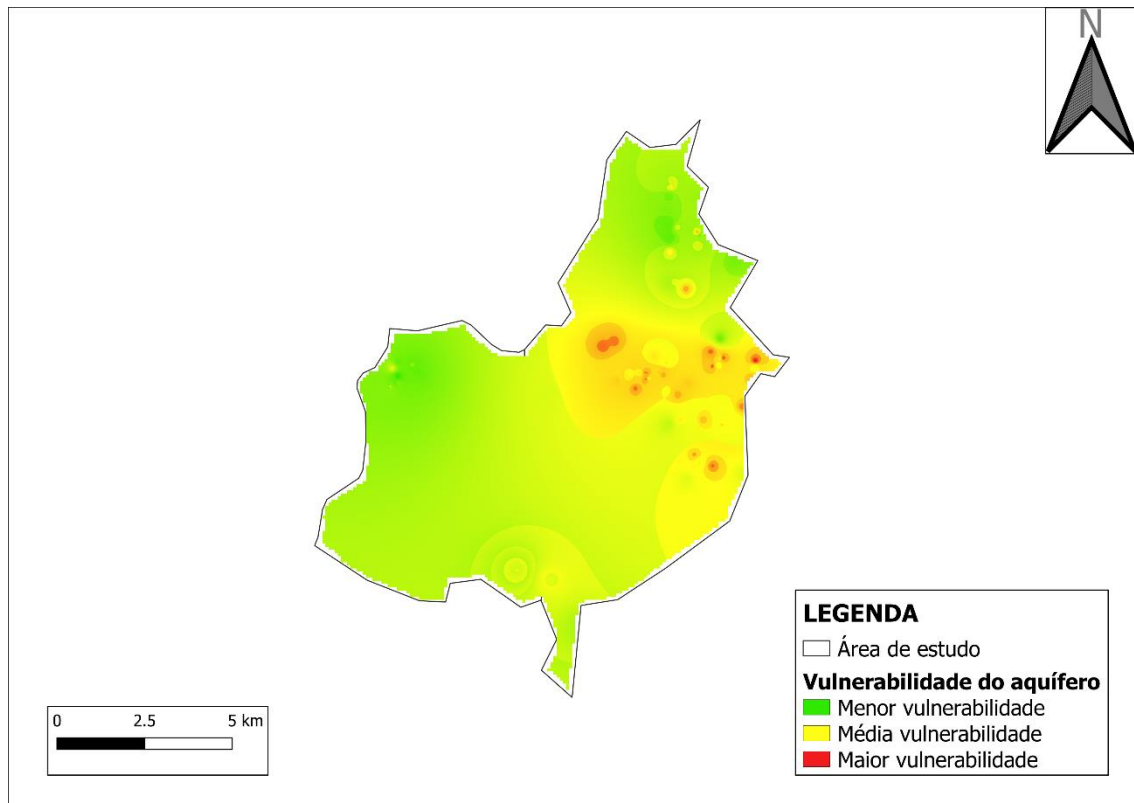 N
LEGENDA
Área de estudo
Vulnerabilidade do aquífero
Menor vulnerabilidade
Média vulnerabilidade
Maior vulnerabilidade
0 2.5 5 km